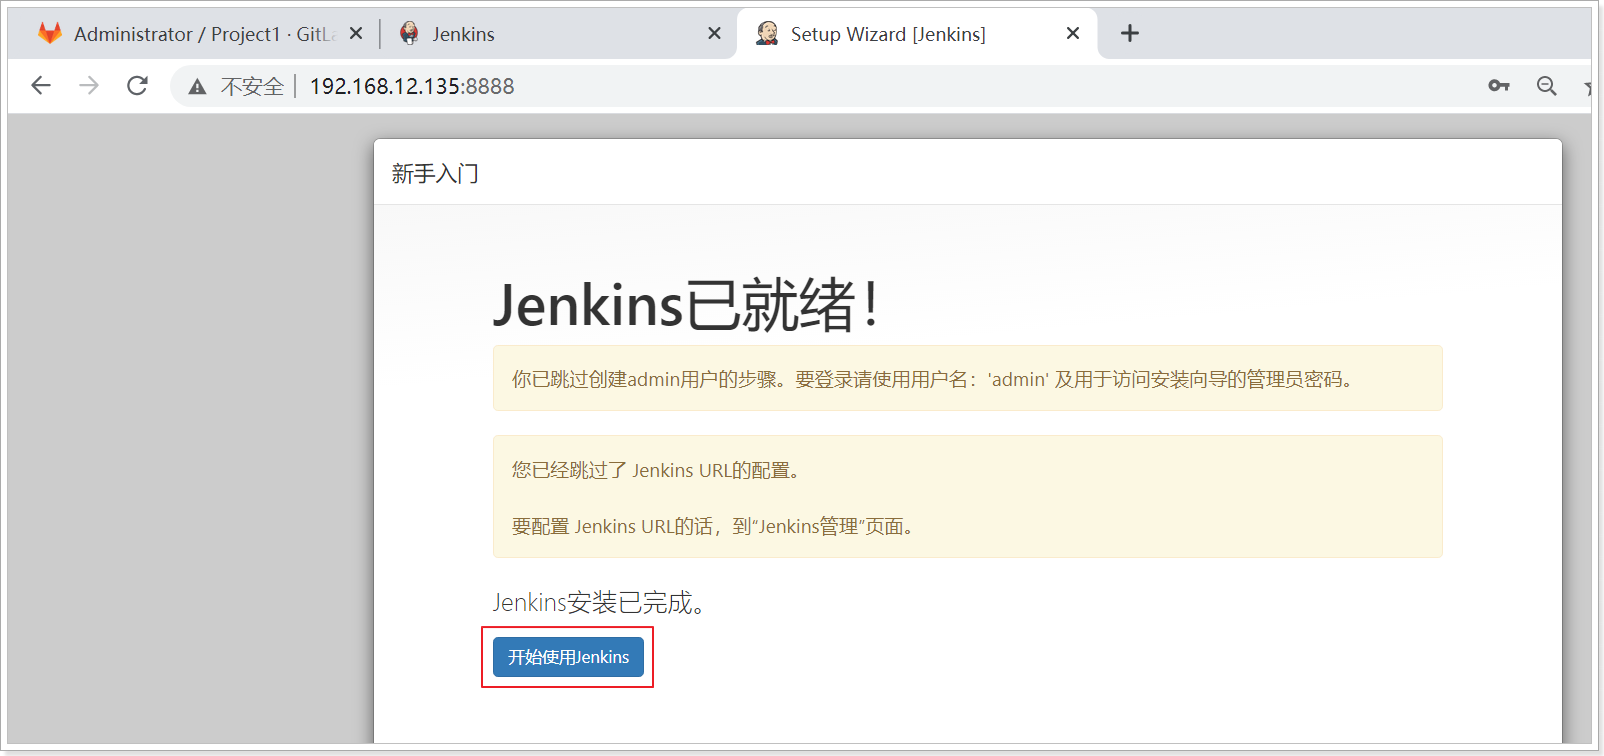 Administrator / Project1 · GitLa
Jenkins
Setup Wizard [Jenkins]
不安全
192.168.12.135:8888
新手入门
Jenkins已就绪！
你已跳过创建admin用户的步骤。要登录请使用用户名：'admin' 及用于访问安装向导的管理员密码。
您已经跳过了 Jenkins URL的配置。
要配置 Jenkins URL的话，到“Jenkins管理”页面。
Jenkins安装已完成。
开始使用Jenkins